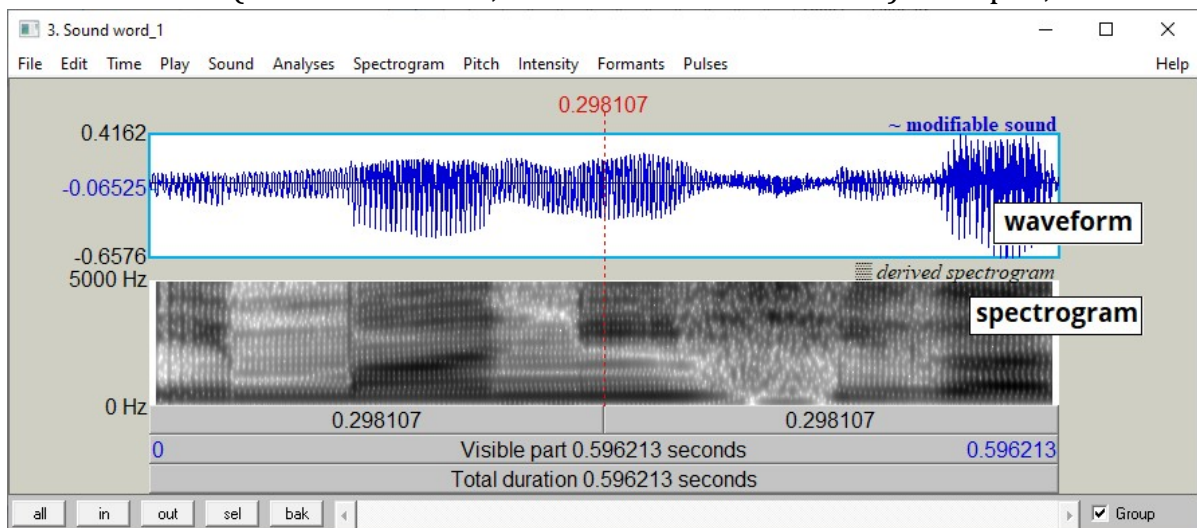 3. Sound word_1
File Edit Time Play Sound Analyses Spectrogram Pitch Intensity Formants Pulses Help
0.298107
0.4162
~ modifiable sound
-0.06525
waveform
-0.6576
5000 Hz
derived spectrogram
spectrogram
0 Hz
0.298107 0.298107
0 Visible part 0.596213 seconds 0.596213
Total duration 0.596213 seconds
all in out sel bak Group